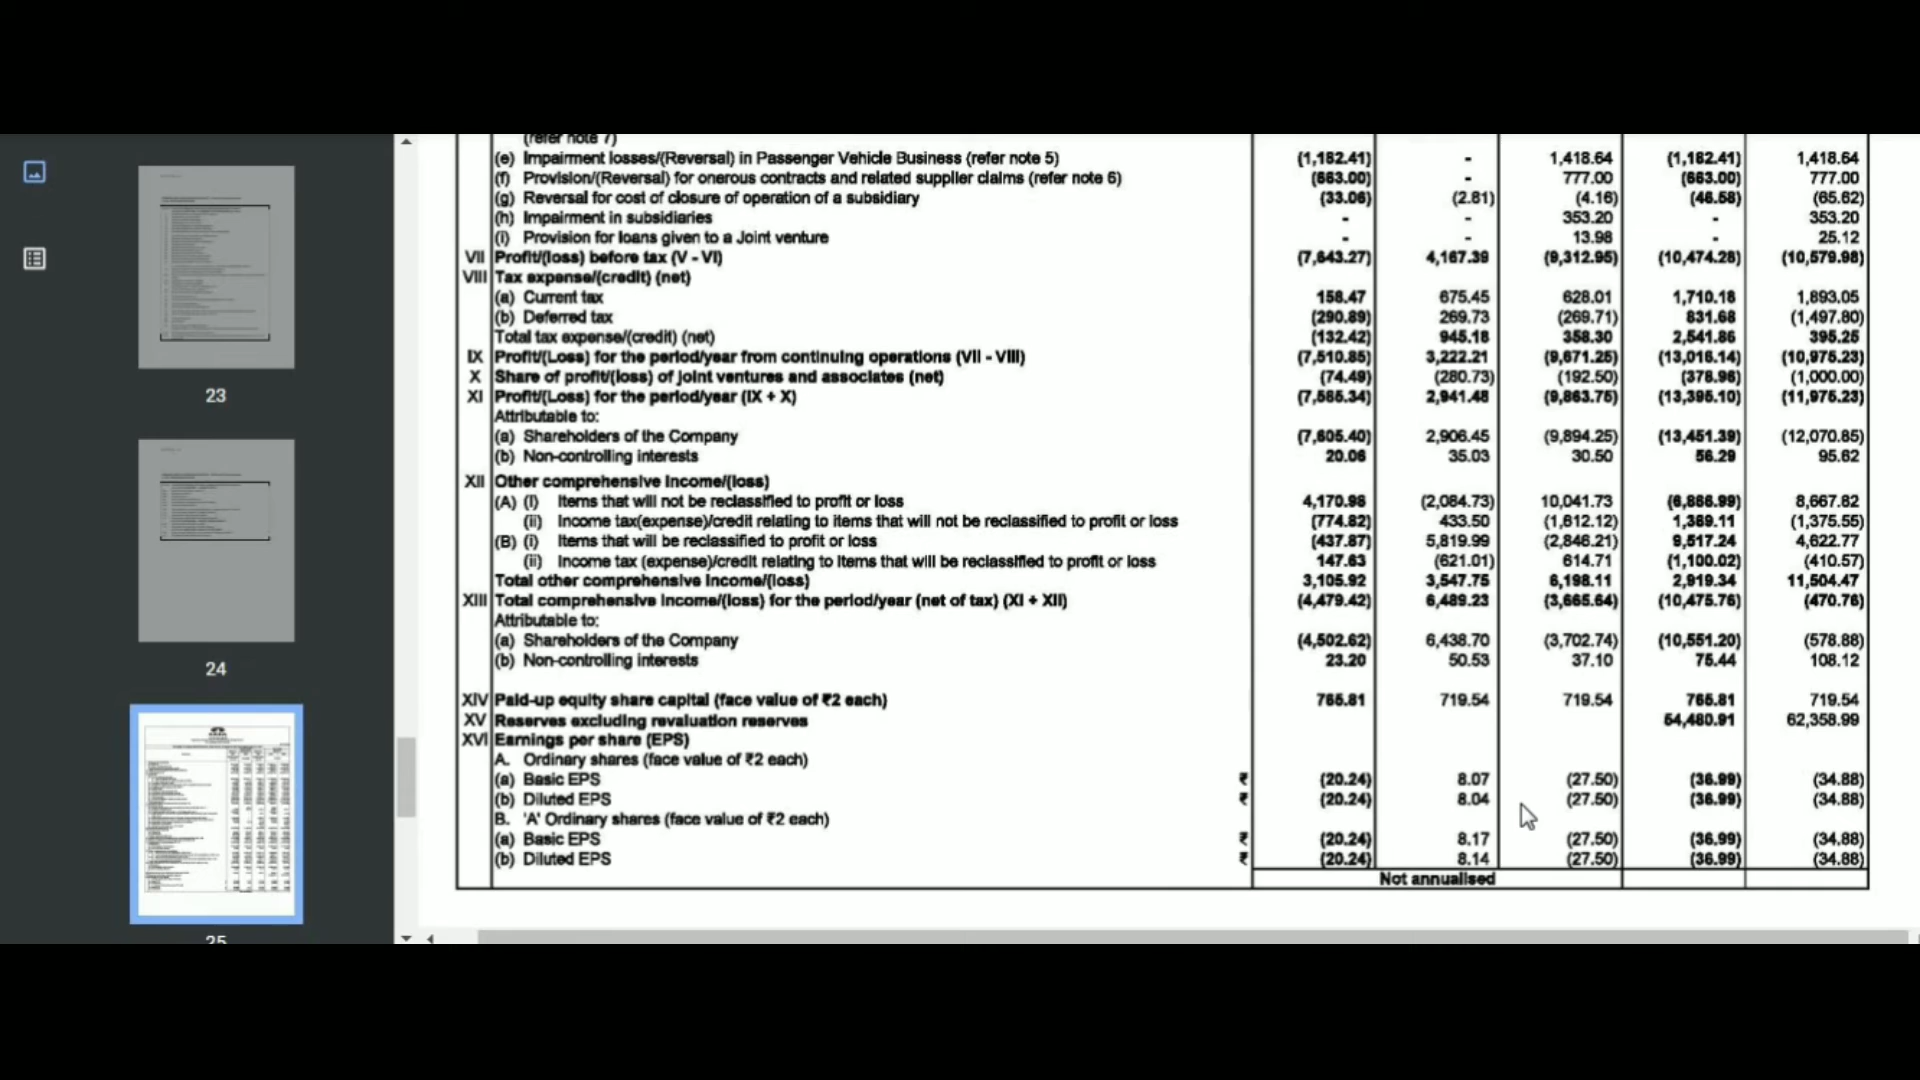 (refer note 7)
(e) Impairment losses/(Reversal) in Passenger Vehicle Business (refer note 5) (1,182.41) - 1,418.64 (1,182.41) 1,418.64
(f) Provision/(Reversal) for onerous contracts and related supplier claims (refer note 6) (663.00) - 777.00 (663.00) 777.00
(g) Reversal for cost of closure of operation of a subsidiary (33.06) (2.81) (4.16) (46.58) (65.62)
(h) Impairment in subsidiaries - - 353.20 - 353.20
(i) Provision for loans given to a Joint venture - - 13.98 - 25.12
VII Profit/(loss) before tax (V - VI) (7,643.27) 4,167.39 (9,312.95) (10,474.28) (10,579.98)
VIII Tax expense/(credit) (net)
(a) Current tax 158.47 675.45 628.01 1,710.18 1,893.05
(b) Deferred tax (290.89) 269.73 (269.71) 831.68 (1,497.80)
Total tax expense/(credit) (net) (132.42) 945.18 358.30 2,541.86 395.25
IX Profit/(Loss) for the period/year from continuing operations (VII - VIII) (7,510.85) 3,222.21 (9,671.25) (13,016.14) (10,975.23)
X Share of profit/(loss) of joint ventures and associates (net) (74.49) (280.73) (192.50) (378.96) (1,000.00)
XI Profit/(Loss) for the period/year (IX + X) (7,585.34) 2,941.48 (9,863.75) (13,395.10) (11,975.23)
Attributable to:
(a) Shareholders of the Company (7,605.40) 2,906.45 (9,894.25) (13,451.39) (12,070.85)
(b) Non-controlling interests 20.06 35.03 30.50 56.29 95.62
XII Other comprehensive income/(loss)
(A) (i) Items that will not be reclassified to profit or loss 4,170.98 (2,084.73) 10,041.73 (6,866.99) 8,667.82
(ii) Income tax(expense)/credit relating to items that will not be reclassified to profit or loss (774.82) 433.50 (1,612.12) 1,369.11 (1,375.55)
(B) (i) Items that will be reclassified to profit or loss (437.87) 5,819.99 (2,846.21) 9,517.24 4,622.77
(ii) Income tax (expense)/credit relating to items that will be reclassified to profit or loss 147.63 (621.01) 614.71 (1,100.02) (410.57)
Total other comprehensive income/(loss) 3,105.92 3,547.75 6,198.11 2,919.34 11,504.47
XIII Total comprehensive income/(loss) for the period/year (net of tax) (XI + XII) (4,479.42) 6,489.23 (3,665.64) (10,475.76) (470.76)
Attributable to:
(a) Shareholders of the Company (4,502.62) 6,438.70 (3,702.74) (10,551.20) (578.88)
(b) Non-controlling interests 23.20 50.53 37.10 75.44 108.12
XIV Paid-up equity share capital (face value of ₹2 each) 765.81 719.54 719.54 765.81 719.54
XV Reserves excluding revaluation reserves 54,480.91 62,358.99
XVI Earnings per share (EPS)
A. Ordinary shares (face value of ₹2 each)
(a) Basic EPS ₹ (20.24) 8.07 (27.50) (36.99) (34.88)
(b) Diluted EPS ₹ (20.24) 8.04 (27.50) (36.99) (34.88)
B. 'A' Ordinary shares (face value of ₹2 each)
(a) Basic EPS ₹ (20.24) 8.17 (27.50) (36.99) (34.88)
(b) Diluted EPS ₹ (20.24) 8.14 (27.50) (36.99) (34.88)
Not annualised
23
24
25